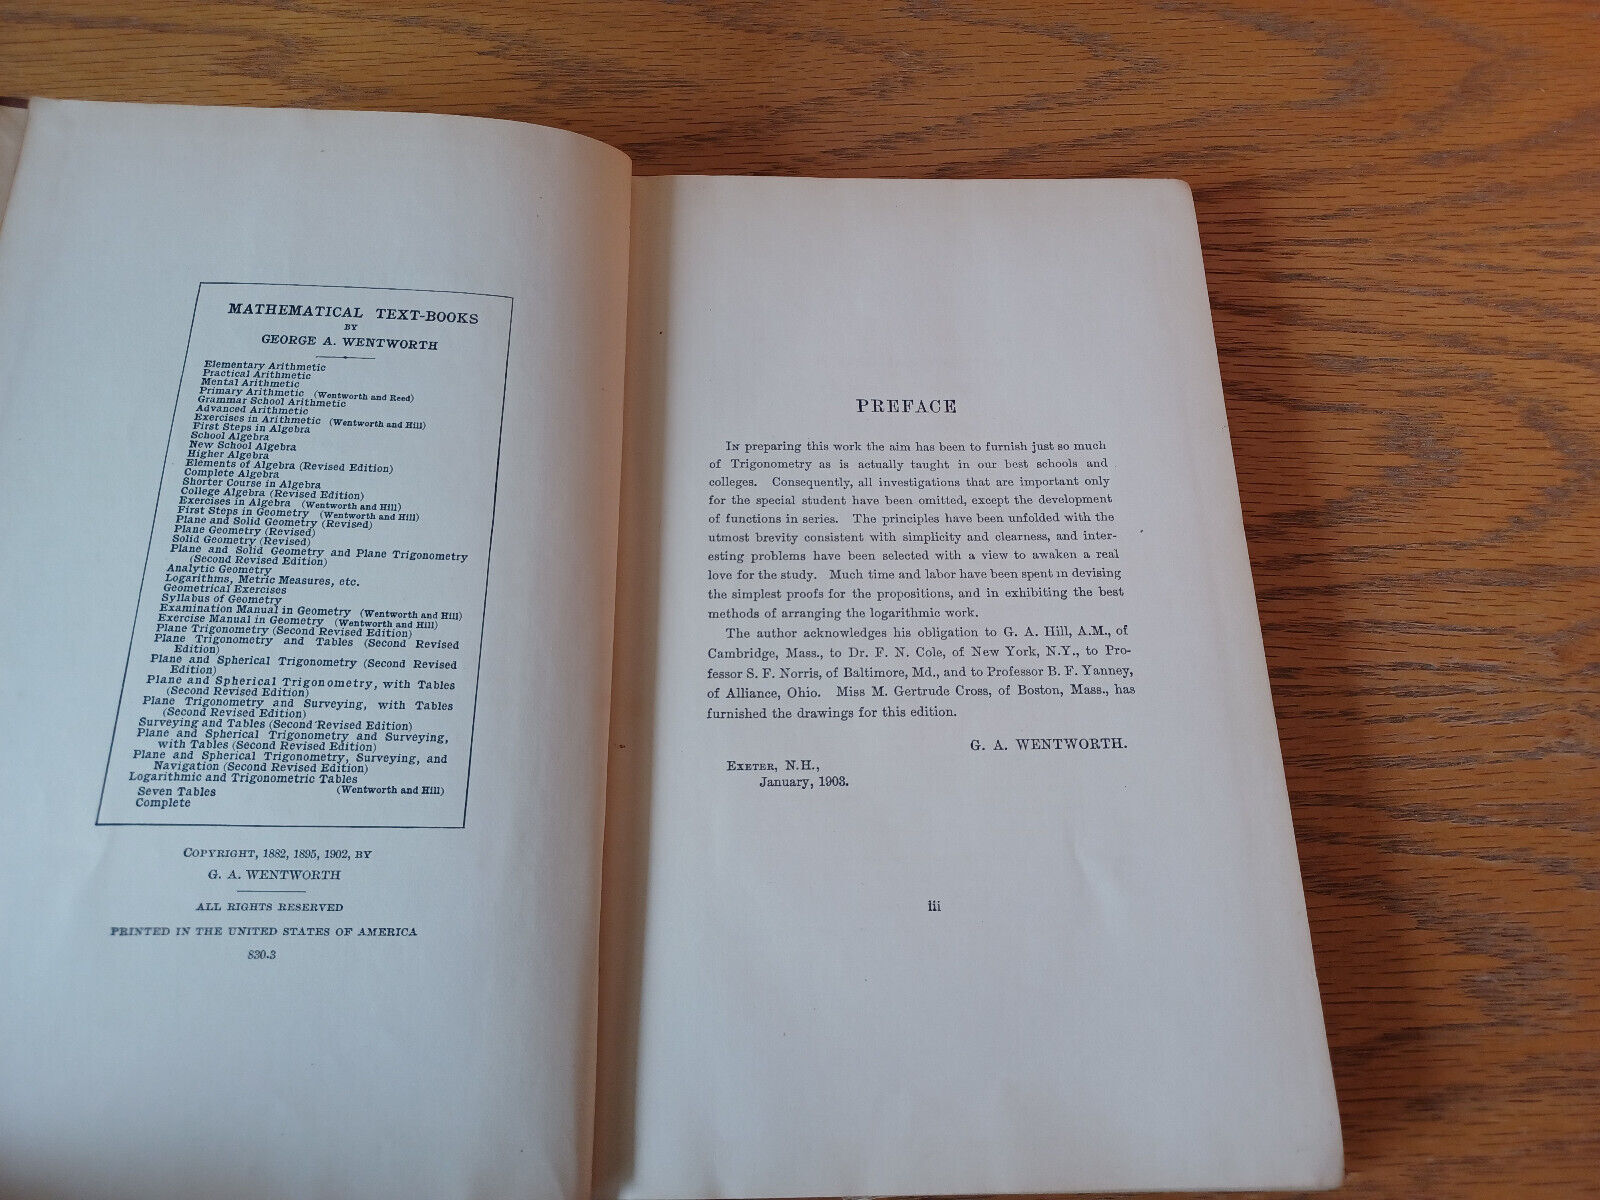 MATHEMATICAL TEXT-BOOKS
BY
GEORGE A. WENTWORTH
Elementary Arithmetic
Practical Arithmetic
Mental Arithmetic
Primary Arithmetic (Wentworth and Reed)
Grammar School Arithmetic
Advanced Arithmetic
Exercises in Arithmetic (Wentworth and Hill)
First Steps in Algebra
School Algebra
New School Algebra
Higher Algebra
Elements of Algebra (Revised Edition)
Complete Algebra
Shorter Course in Algebra
College Algebra (Revised Edition)
Exercises in Algebra (Wentworth and Hill)
First Steps in Geometry (Wentworth and Hill)
Plane and Solid Geometry (Revised)
Plane Geometry (Revised)
Solid Geometry (Revised)
Plane and Solid Geometry and Plane Trigonometry
(Second Revised Edition)
Analytic Geometry
Logarithms, Metric Measures, etc.
Geometrical Exercises
Syllabus of Geometry
Examination Manual in Geometry (Wentworth and Hill)
Exercise Manual in Geometry (Wentworth and Hill)
Plane Trigonometry (Second Revised Edition)
Plane Trigonometry and Tables (Second Revised
Edition)
Plane and Spherical Trigonometry (Second Revised
Edition)
Plane and Spherical Trigonometry, with Tables
(Second Revised Edition)
Plane Trigonometry and Surveying, with Tables
(Second Revised Edition)
Surveying and Tables (Second Revised Edition)
Plane and Spherical Trigonometry and Surveying,
with Tables (Second Revised Edition)
Plane and Spherical Trigonometry, Surveying, and
Navigation (Second Revised Edition)
Logarithmic and Trigonometric Tables
Seven Tables (Wentworth and Hill)
Complete
COPYRIGHT, 1882, 1895, 1902, BY
G. A. WENTWORTH
ALL RIGHTS RESERVED
PRINTED IN THE UNITED STATES OF AMERICA
830.3
PREFACE
IN preparing this work the aim has been to furnish just so much
of Trigonometry as is actually taught in our best schools and
colleges. Consequently, all investigations that are important only
for the special student have been omitted, except the development
of functions in series. The principles have been unfolded with the
utmost brevity consistent with simplicity and clearness, and inter-
esting problems have been selected with a view to awaken a real
love for the study. Much time and labor have been spent in devising
the simplest proofs for the propositions, and in exhibiting the best
methods of arranging the logarithmic work.
The author acknowledges his obligation to G. A. Hill, A.M., of
Cambridge, Mass., to Dr. F. N. Cole, of New York, N.Y., to Pro-
fessor S. F. Norris, of Baltimore, Md., and to Professor B. F. Yanney,
of Alliance, Ohio. Miss M. Gertrude Cross, of Boston, Mass., has
furnished the drawings for this edition.
G. A. WENTWORTH.
EXETER, N.H.,
January, 1903.
iii